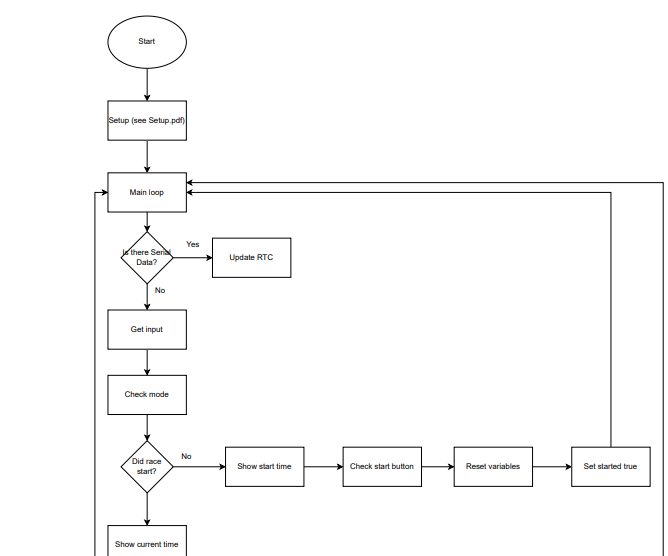 Start
Setup (see Setup.pdf)
Main loop
Is there Serial
Data?
Yes
Update RTC
No
Get input
Check mode
Did race
start?
No
Show start time
Check start button
Reset variables
Set started true
Show current time